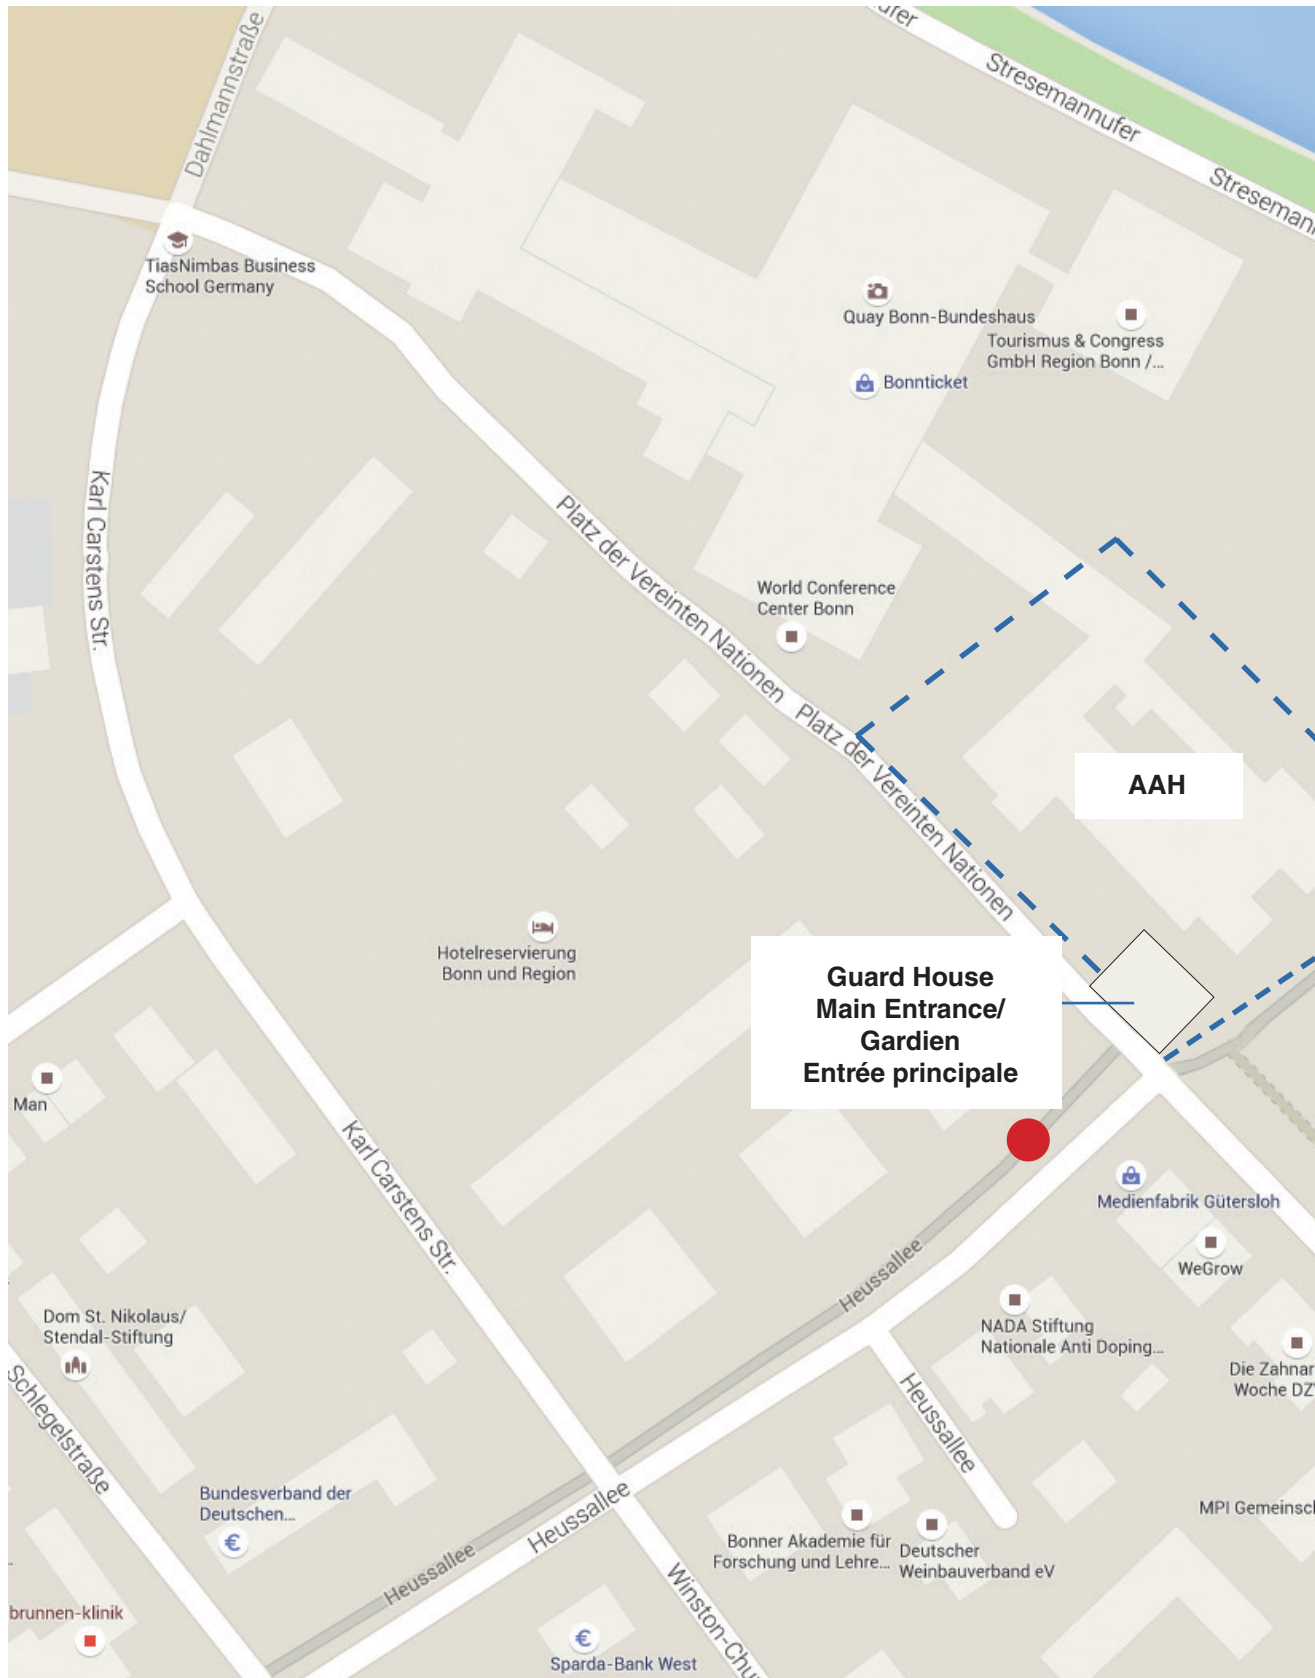 ufer
Stresemannufer
Stresemann
Dahlmannstraße
TiasNimbas Business
School Germany
Quay Bonn-Bundeshaus
Tourismus & Congress
GmbH Region Bonn /...
Bonnticket
Karl Carstens Str.
Platz der Vereinten Nationen
World Conference
Center Bonn
Platz der Vereinten Nationen
AAH
Hotelreservierung
Bonn und Region
Guard House
Main Entrance/
Gardien
Entrée principale
Man
Karl Carstens Str.
Medienfabrik Gütersloh
WeGrow
Heussallee
Dom St. Nikolaus/
Stendal-Stiftung
NADA Stiftung
Nationale Anti Doping...
Die Zahnar
Woche DZ
Schlegelstraße
Heussallee
Bundesverband der
Deutschen...
Heussallee
MPI Gemeinsch
Bonner Akademie für
Forschung und Lehre...
Deutscher
Weinbauverband eV
Heussallee
Winston-Chu
brunnen-klinik
Sparda-Bank West